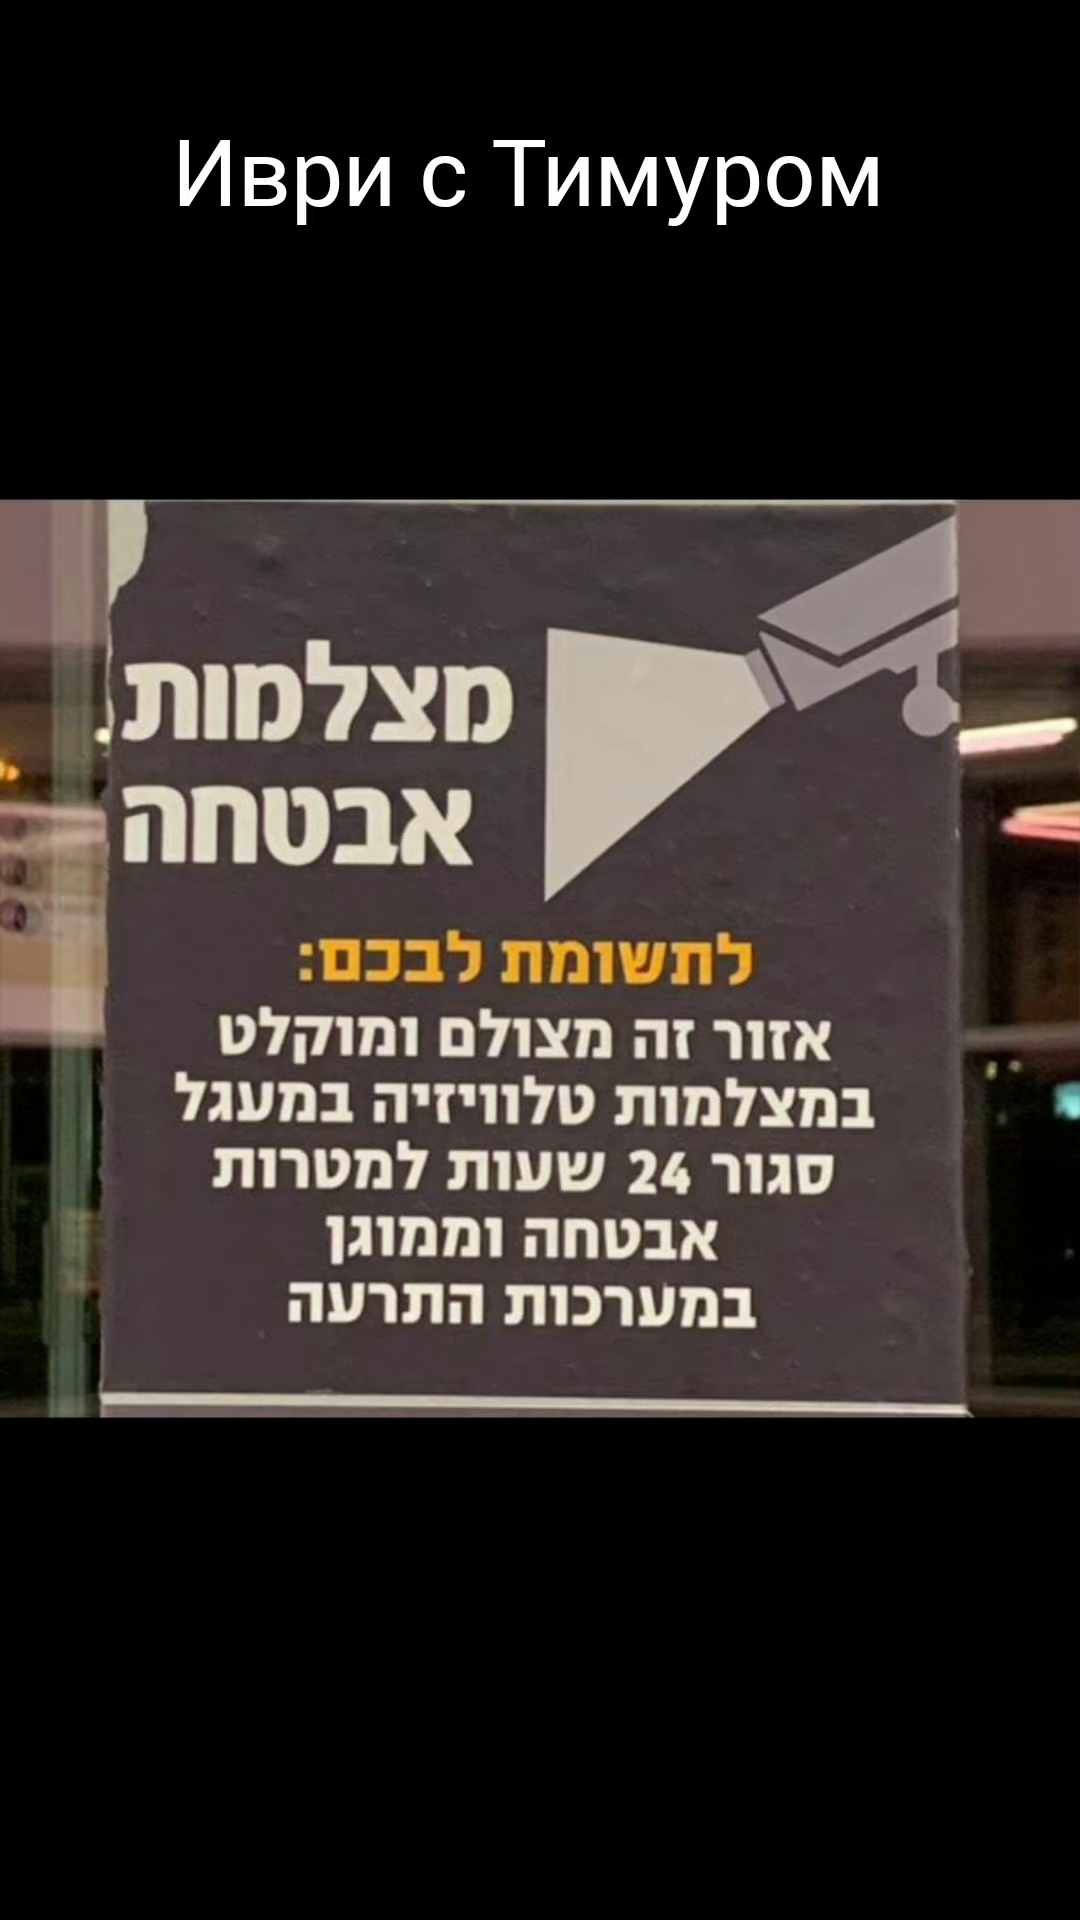 Иври с Тимуром
מצלמות
אבטחה
לתשומת לבכם:
אזור זה מצולם ומוקלט
במצלמות טלוויזיה במעגל
סגור 24 שעות למטרות
אבטחה וממוגן
במערכות התרעה